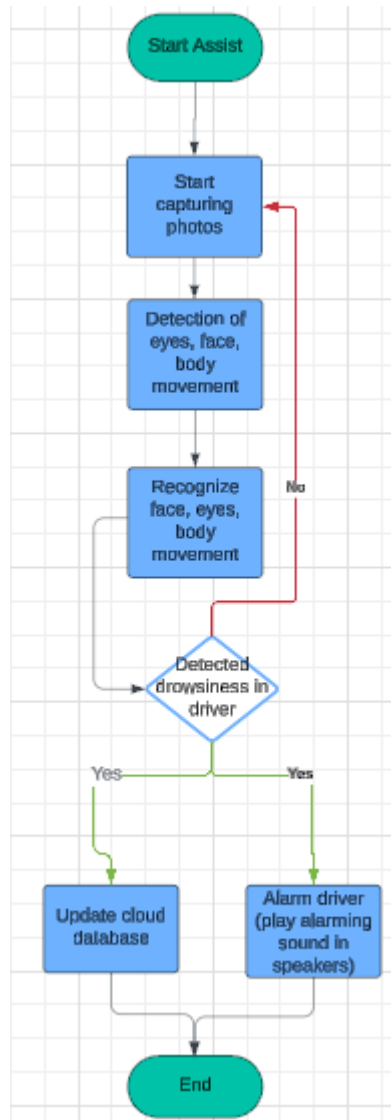 Start Assist
Start
capturing
photos
Detection of
eyes, face,
body
movement
Recognize
face, eyes,
body
movement
No
Detected
drowsiness in
driver
Yes
Yes
Update cloud
database
Alarm driver
(play alarming
sound in
speakers)
End